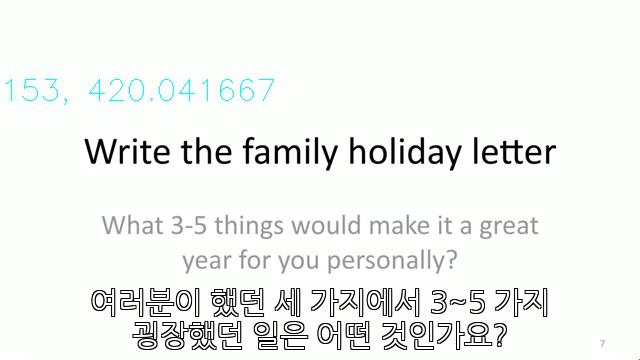 153, 420.041667
Write the family holiday letter
What 3-5 things would make it a great
year for you personally?
여러분이 했던 세 가지에서 3~5 가지
굉장했던 일은 어떤 것인가요?
7